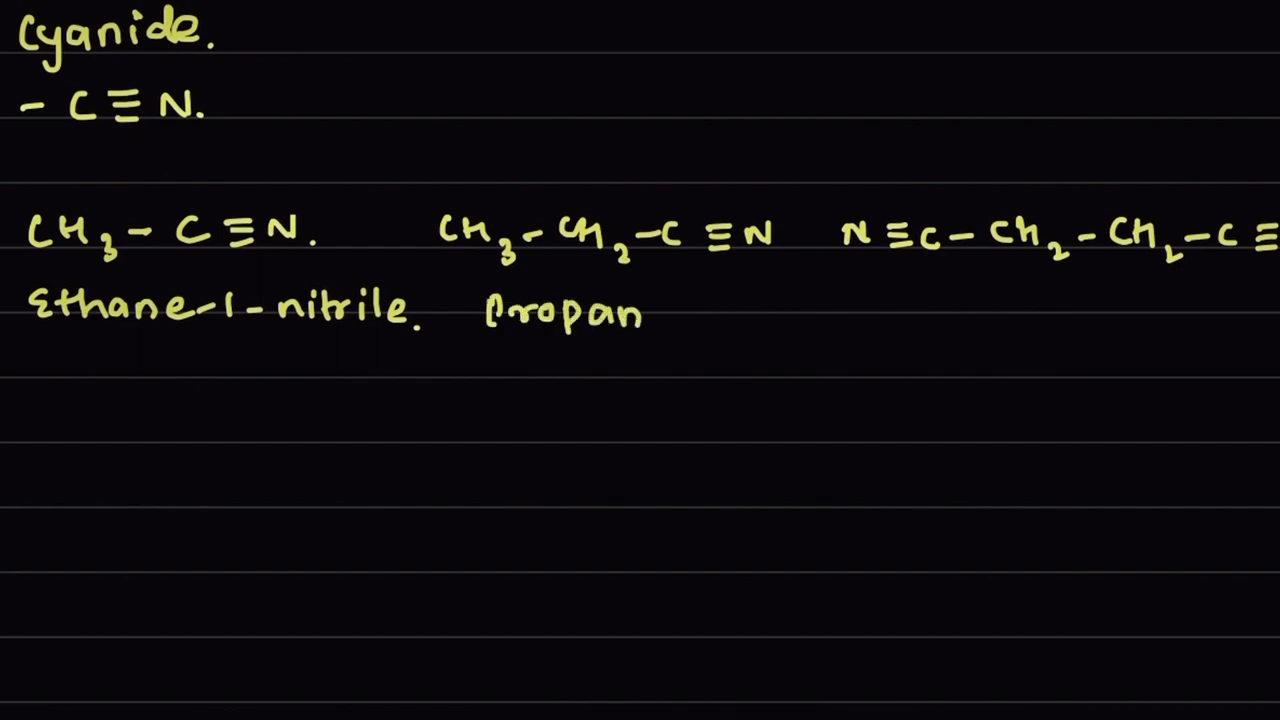 Cyanide.
- C≡N.
CH₃- C≡N. CH₃-CH₂-C≡N N≡C-CH₂-CH₂-C≡
Ethane-1-nitrile. Propan